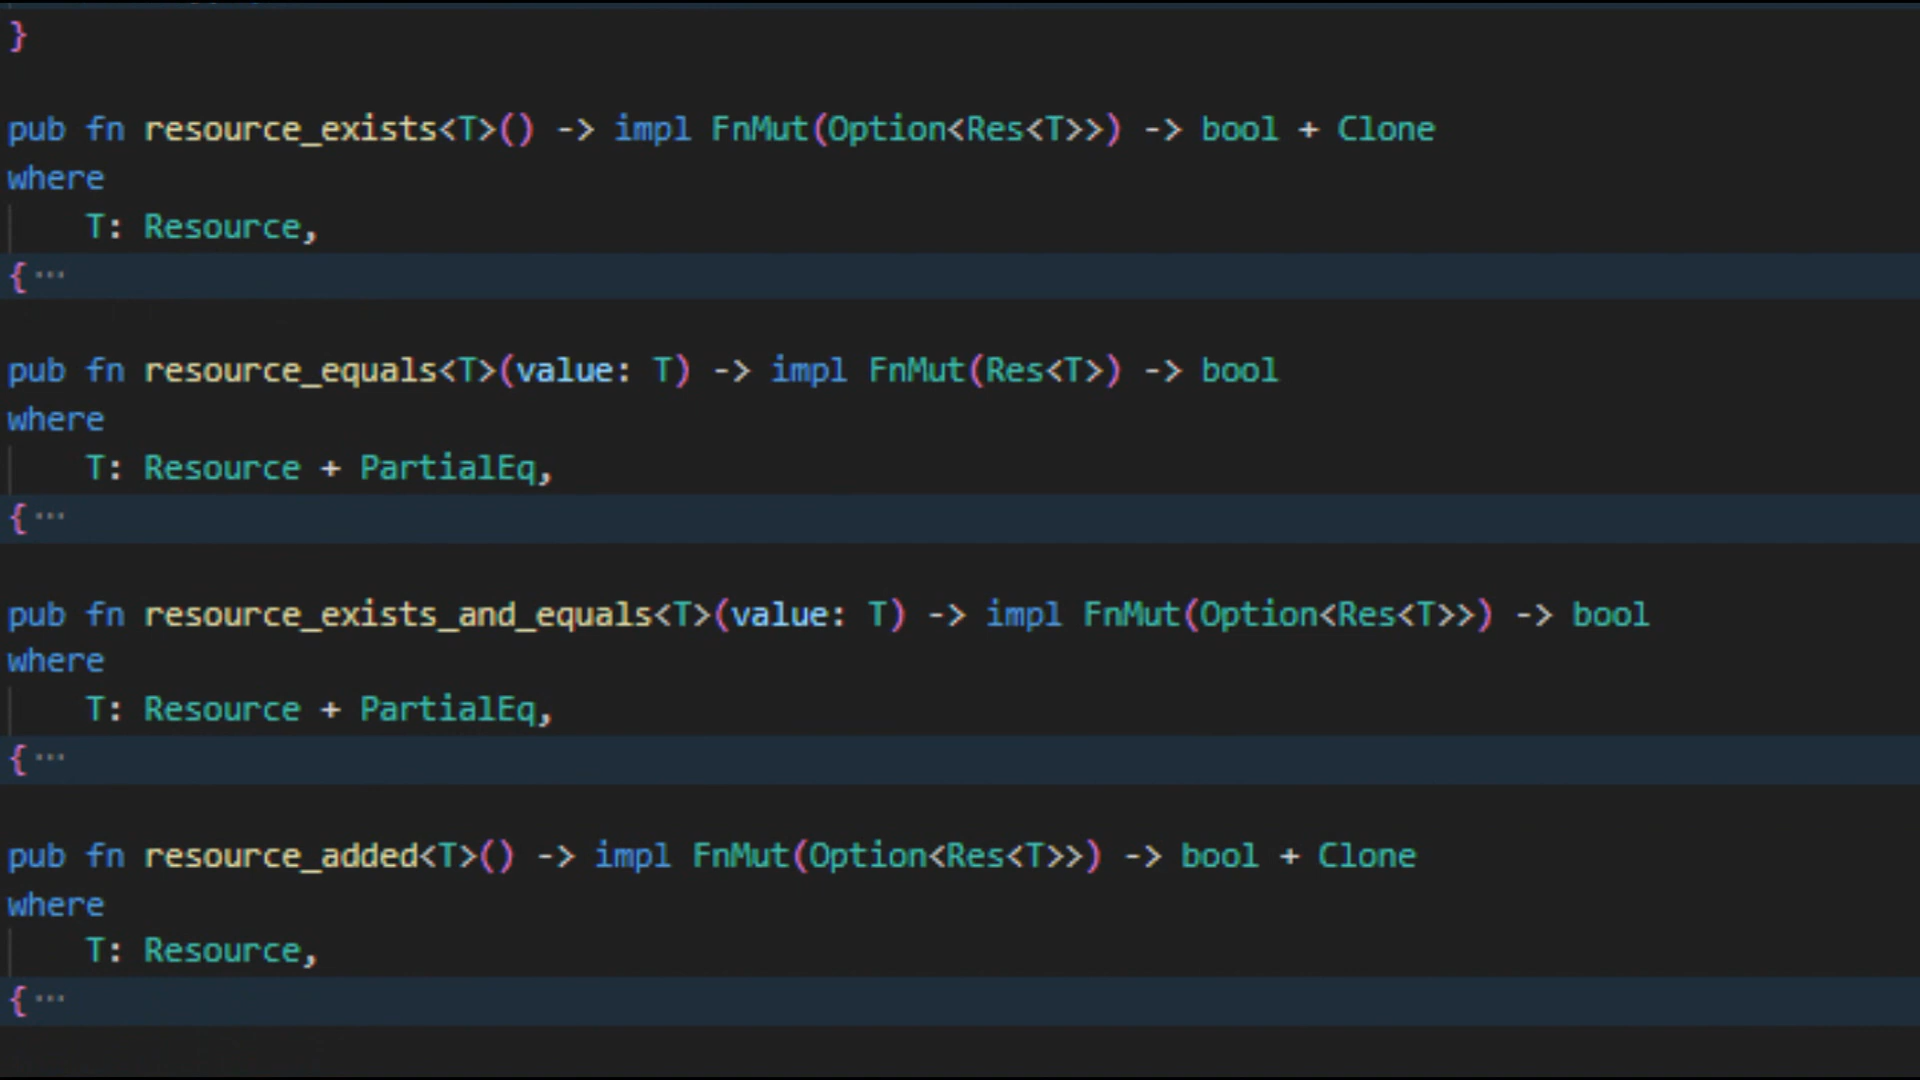 }
pub fn resource_exists<T>() -> impl FnMut(Option<Res<T>>) -> bool + Clone
where
    T: Resource,
{ ···
pub fn resource_equals<T>(value: T) -> impl FnMut(Res<T>) -> bool
where
    T: Resource + PartialEq,
{ ···
pub fn resource_exists_and_equals<T>(value: T) -> impl FnMut(Option<Res<T>>) -> bool
where
    T: Resource + PartialEq,
{ ···
pub fn resource_added<T>() -> impl FnMut(Option<Res<T>>) -> bool + Clone
where
    T: Resource,
{ ···